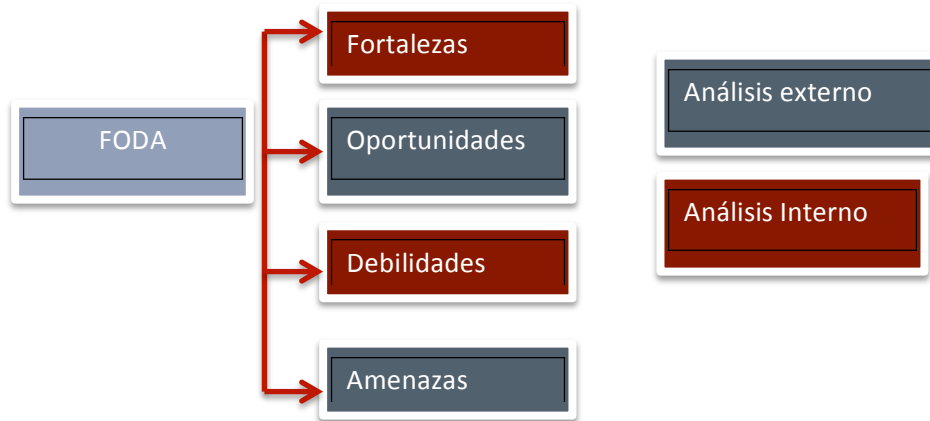 FODA
Fortalezas
Oportunidades
Debilidades
Amenazas
Análisis externo
Análisis Interno